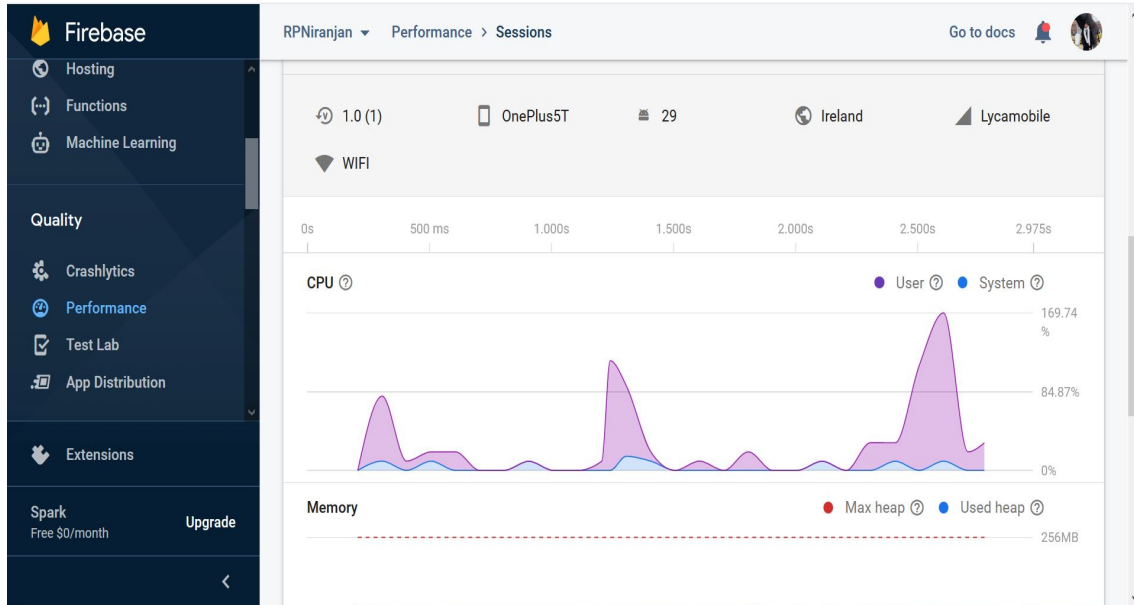 Firebase
Hosting
Functions
Machine Learning
Quality
Crashlytics
Performance
Test Lab
App Distribution
Extensions
Spark
Free $0/month
Upgrade
RPNiranjan Performance > Sessions Go to docs
1.0 (1) OnePlus5T 29 Ireland Lycamobile
WIFI
0s 500 ms 1.000s 1.500s 2.000s 2.500s 2.975s
CPU User System
169.74
%
84.87%
0%
Memory Max heap Used heap
256MB